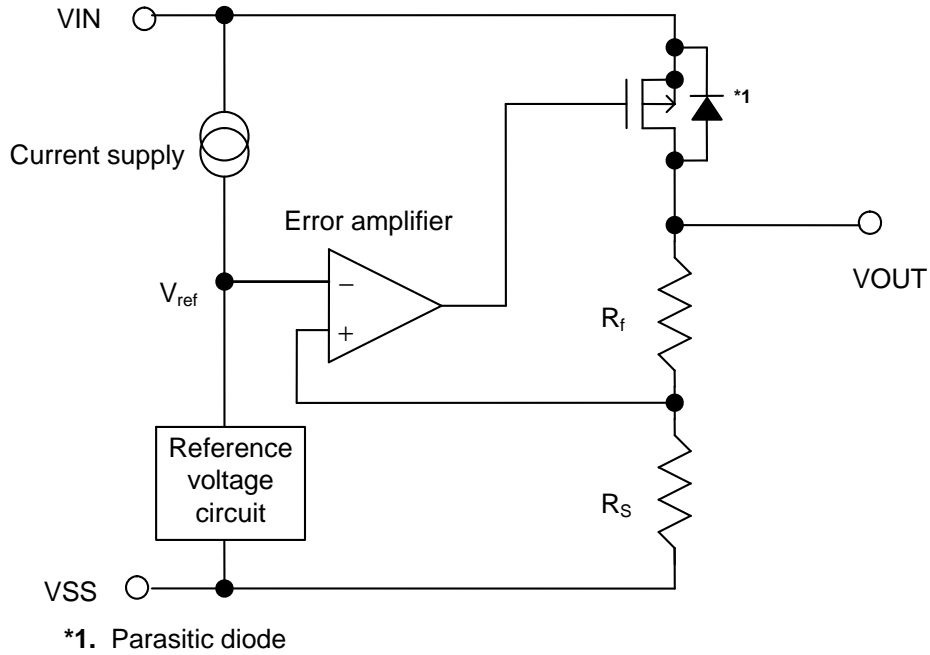 VIN
*1
Current supply
Error amplifier
Vref
−
+
VOUT
Rf
Reference
voltage
circuit
RS
VSS
*1. Parasitic diode